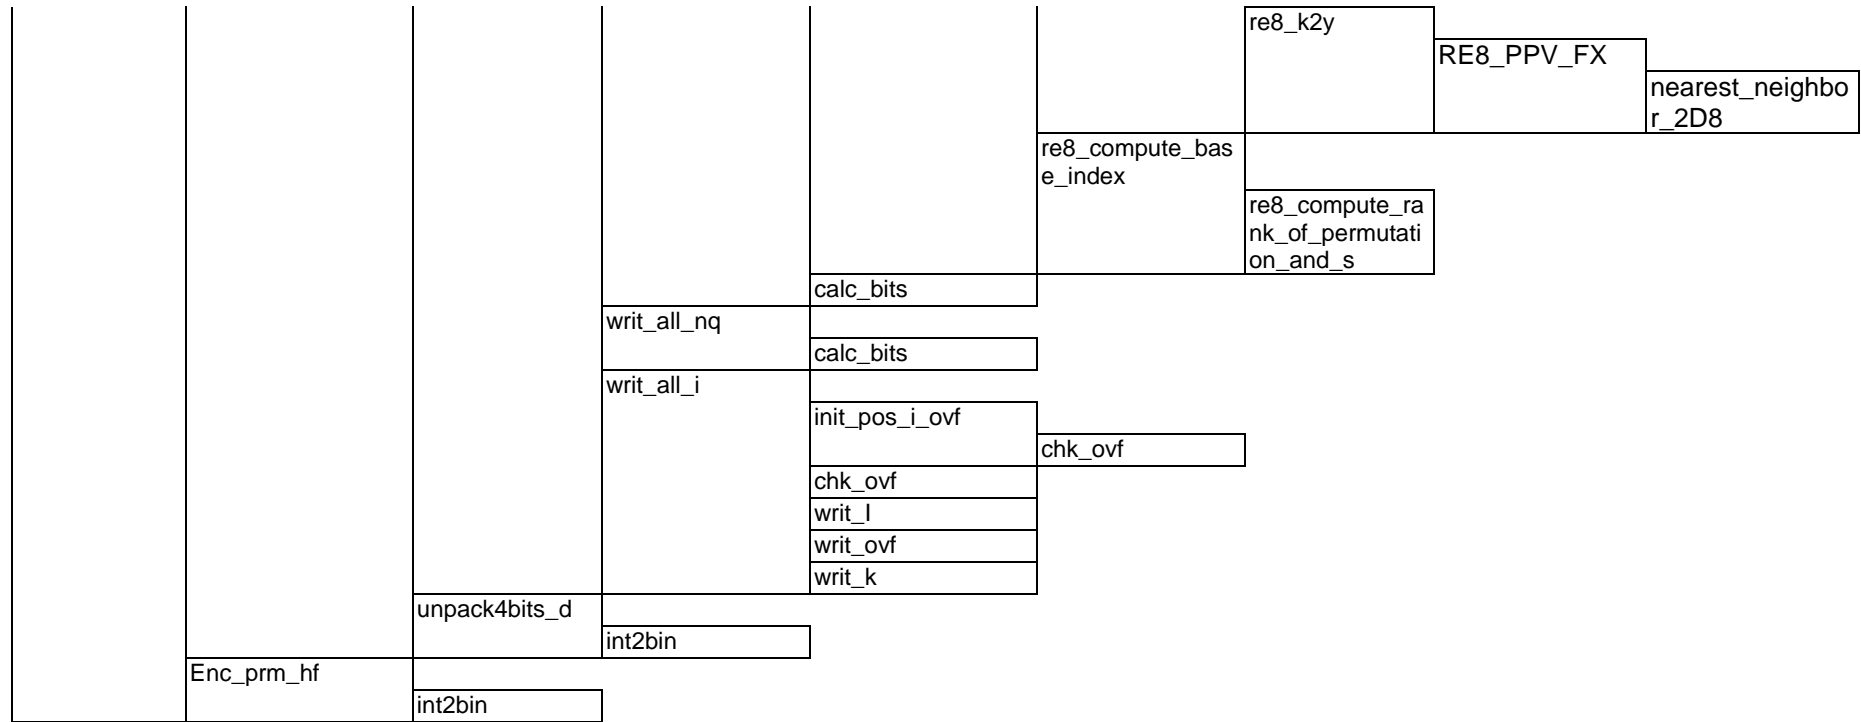 re8_k2y
RE8_PPV_FX
nearest_neighbo
r_2D8
re8_compute_bas
e_index
re8_compute_ra
nk_of_permutati
on_and_s
calc_bits
writ_all_nq
calc_bits
writ_all_i
init_pos_i_ovf
chk_ovf
chk_ovf
writ_I
writ_ovf
writ_k
unpack4bits_d
int2bin
Enc_prm_hf
int2bin